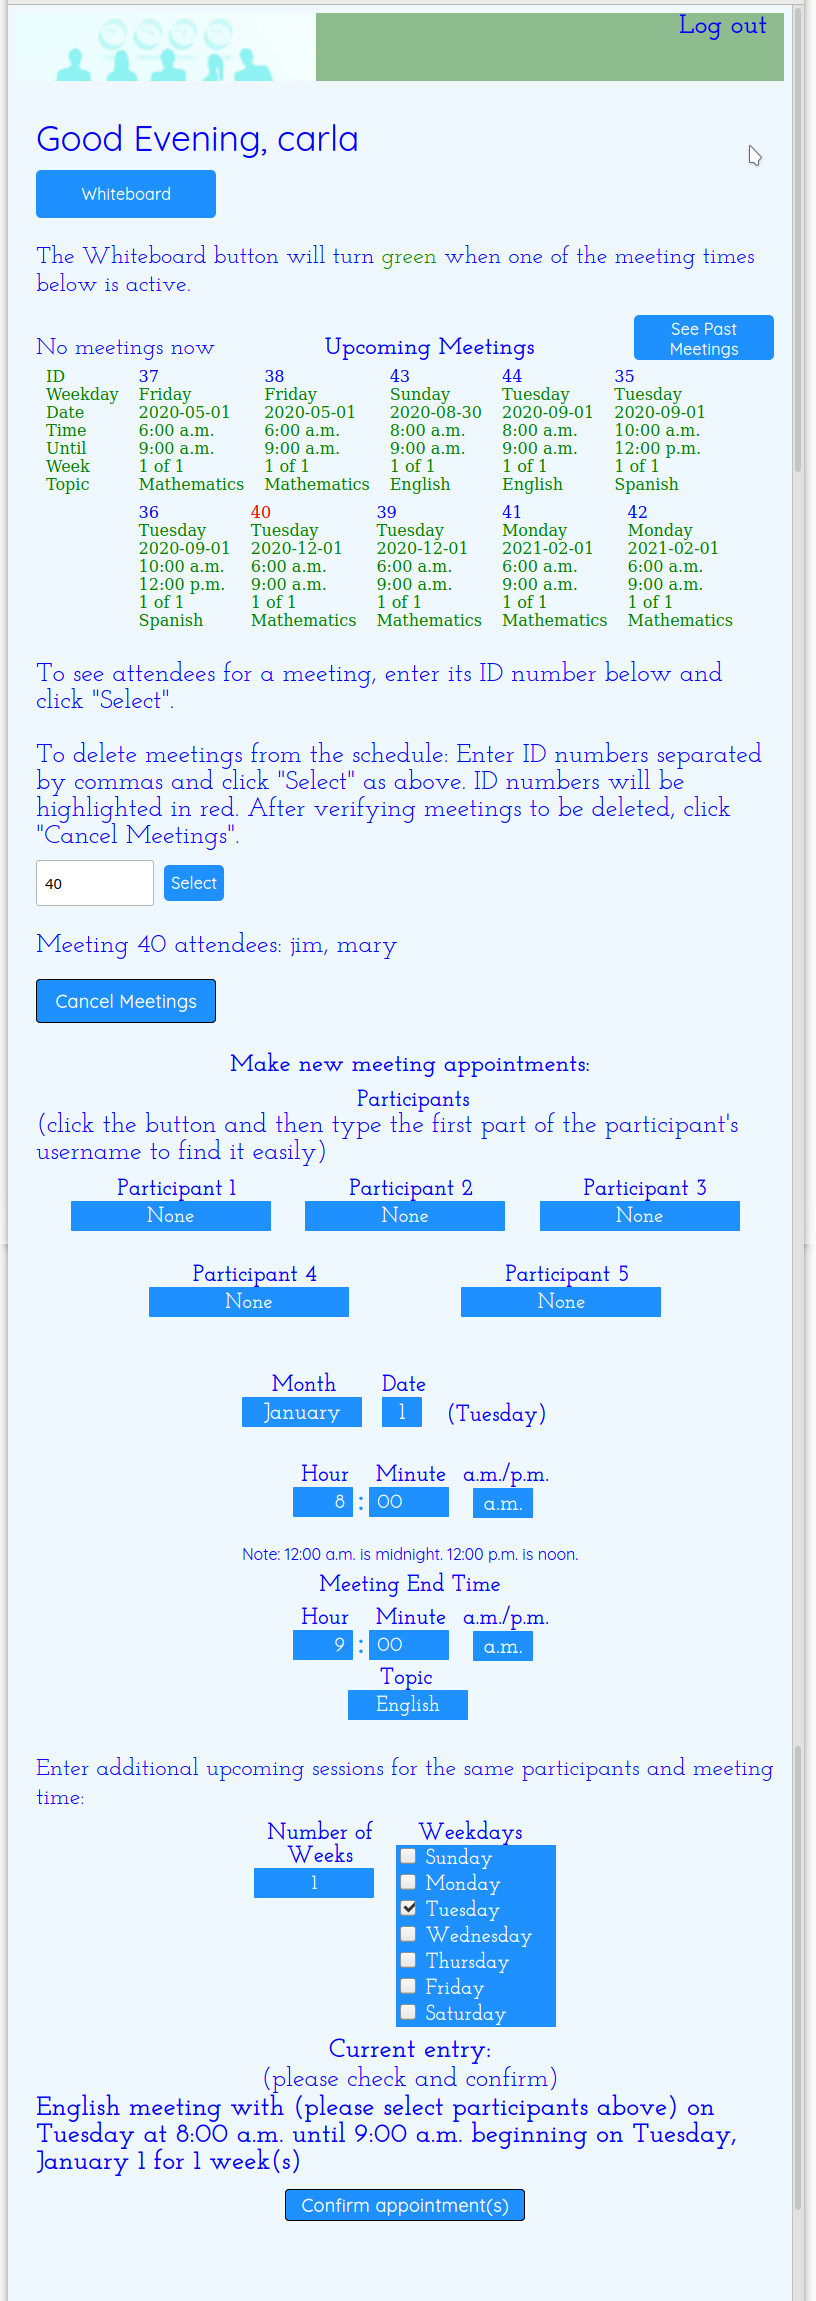 Log out
Good Evening, carla
Whiteboard
The Whiteboard button will turn green when one of the meeting times
below is active.
No meetings now Upcoming Meetings See Past
Meetings
ID 37 38 43 44 35
Weekday Friday Friday Sunday Tuesday Tuesday
Date 2020-05-01 2020-05-01 2020-08-30 2020-09-01 2020-09-01
Time 6:00 a.m. 6:00 a.m. 8:00 a.m. 8:00 a.m. 10:00 a.m.
Until 9:00 a.m. 9:00 a.m. 9:00 a.m. 9:00 a.m. 12:00 p.m.
Week 1 of 1 1 of 1 1 of 1 1 of 1 1 of 1
Topic Mathematics Mathematics English English Spanish
36 40 39 41 42
Tuesday Tuesday Tuesday Monday Monday
2020-09-01 2020-12-01 2020-12-01 2021-02-01 2021-02-01
10:00 a.m. 6:00 a.m. 6:00 a.m. 6:00 a.m. 6:00 a.m.
12:00 p.m. 9:00 a.m. 9:00 a.m. 9:00 a.m. 9:00 a.m.
1 of 1 1 of 1 1 of 1 1 of 1 1 of 1
Spanish Mathematics Mathematics Mathematics Mathematics
To see attendees for a meeting, enter its ID number below and
click "Select".
To delete meetings from the schedule: Enter ID numbers separated
by commas and click "Select" as above. ID numbers will be
highlighted in red. After verifying meetings to be deleted, click
"Cancel Meetings".
40 Select
Meeting 40 attendees: jim, mary
Cancel Meetings
Make new meeting appointments:
Participants
(click the button and then type the first part of the participant's
username to find it easily)
Participant 1 Participant 2 Participant 3
None None None
Participant 4 Participant 5
None None
Month Date
January 1 (Tuesday)
Hour Minute a.m./p.m.
8 : 00 a.m.
Note: 12:00 a.m. is midnight. 12:00 p.m. is noon.
Meeting End Time
Hour Minute a.m./p.m.
9 : 00 a.m.
Topic
English
Enter additional upcoming sessions for the same participants and meeting
time:
Number of Weeks
1
Weekdays
Sunday
Monday
Tuesday
Wednesday
Thursday
Friday
Saturday
Current entry:
(please check and confirm)
English meeting with (please select participants above) on
Tuesday at 8:00 a.m. until 9:00 a.m. beginning on Tuesday,
January 1 for 1 week(s)
Confirm appointment(s)